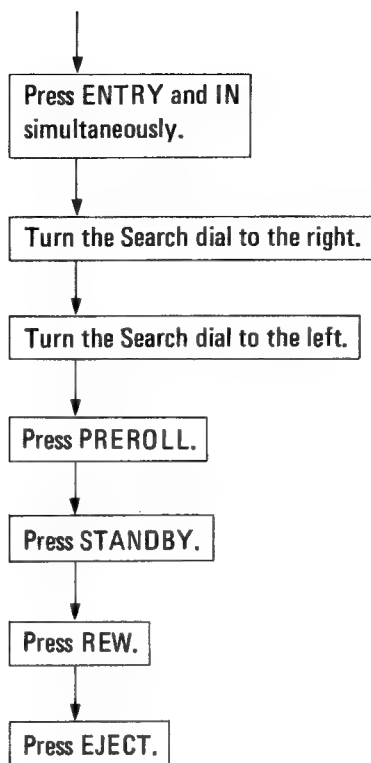 Press ENTRY and IN
simultaneously.
Turn the Search dial to the right.
Turn the Search dial to the left.
Press PREROLL.
Press STANDBY.
Press REW.
Press EJECT.